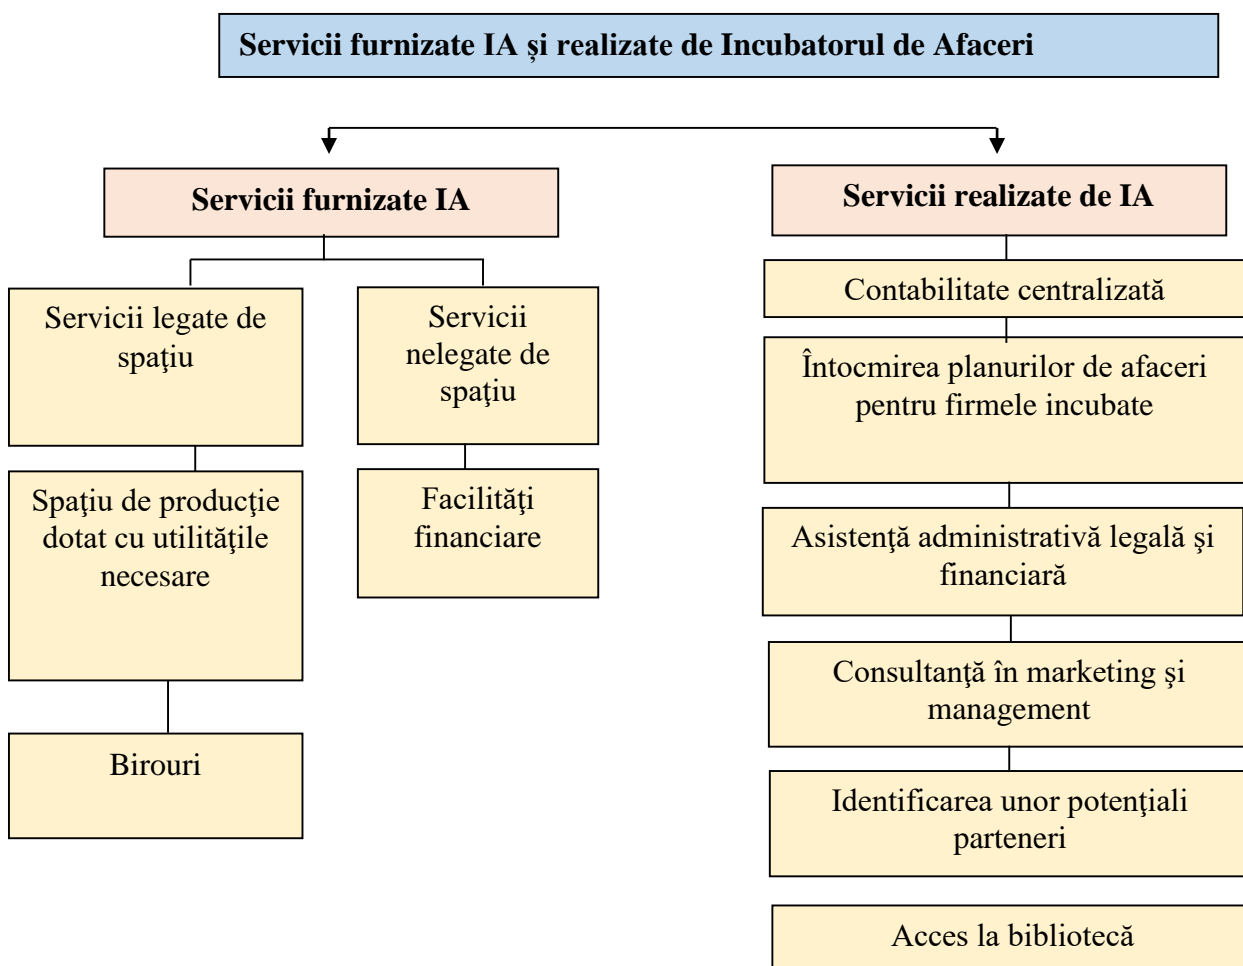 Servicii furnizate IA și realizate de Incubatorul de Afaceri
Servicii furnizate IA
Servicii legate de
spaţiu
Spaţiu de producţie
dotat cu utilităţile
necesare
Birouri
Servicii
nelegate de
spaţiu
Facilităţi
financiare
Servicii realizate de IA
Contabilitate centralizată
Întocmirea planurilor de afaceri
pentru firmele incubate
Asistenţă administrativă legală şi
financiară
Consultanţă în marketing şi
management
Identificarea unor potenţiali
parteneri
Acces la bibliotecă